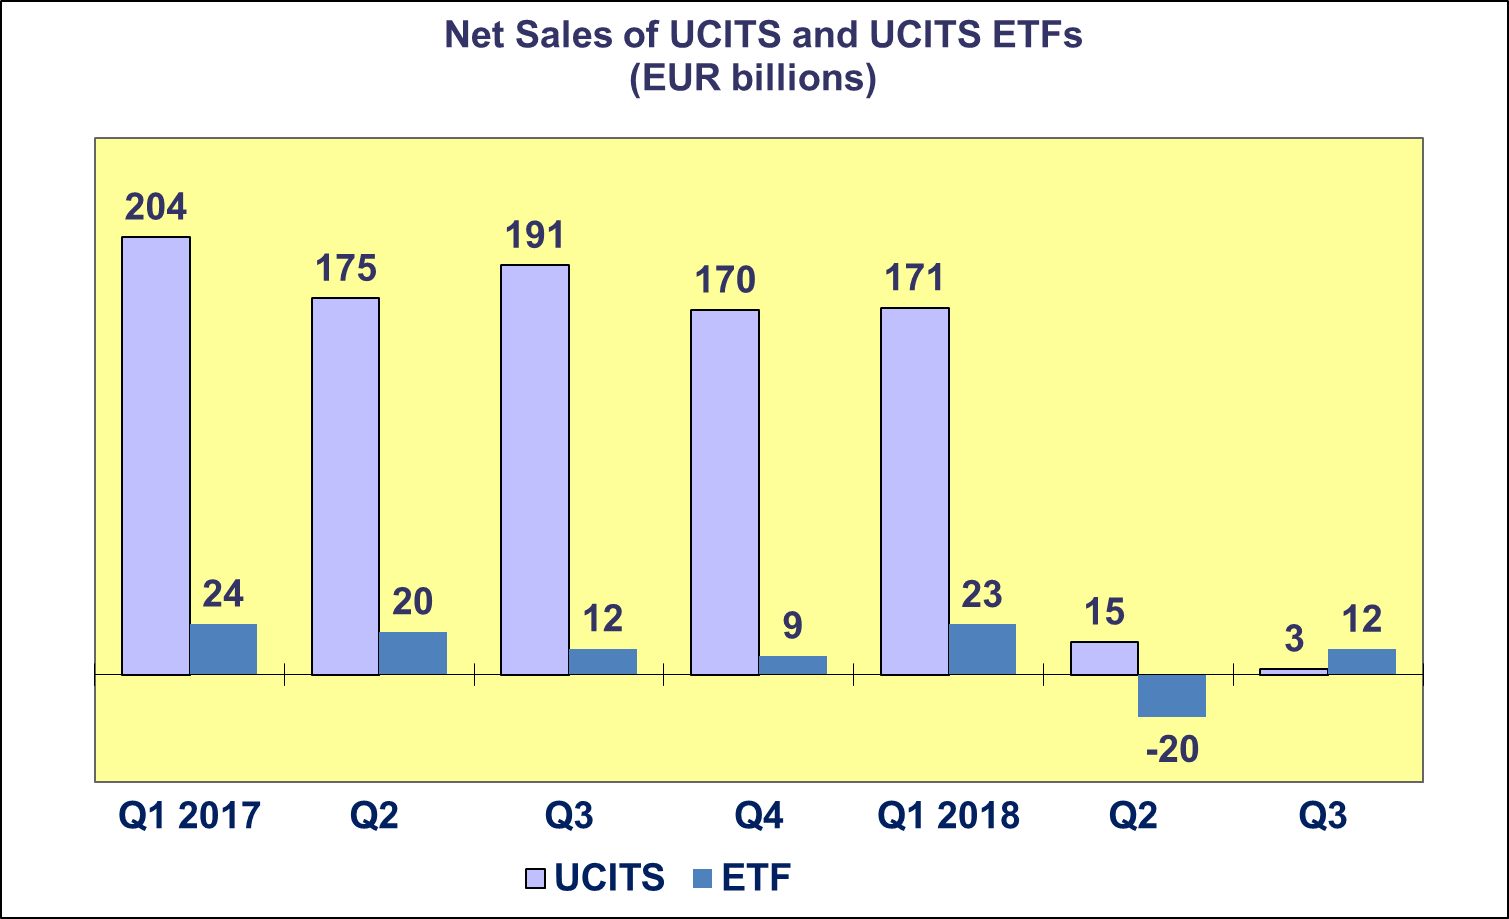 Net Sales of UCITS and UCITS ETFs
(EUR billions)
204
175
191
170
171
24
20
12
9
23
15
-20
3
12
Q1 2017
Q2
Q3
Q4
Q1 2018
Q2
Q3
UCITS
ETF